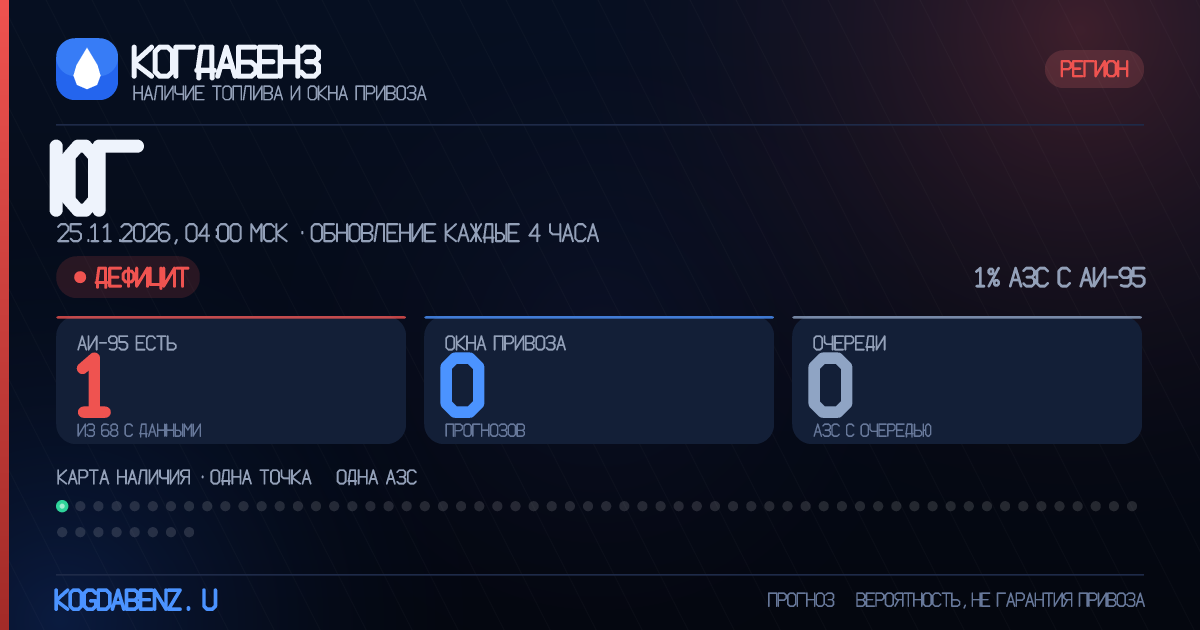 КОГДАБЕНЗ
НАЛИЧИЕ ТОПЛИВА И ОКНА ПРИВОЗА
РЕГИОН
ЮГ
25.11.2026, 04:00 МСК · ОБНОВЛЕНИЕ КАЖДЫЕ 4 ЧАСА
ДЕФИЦИТ
1% АЗС С АИ-95
АИ-95 ЕСТЬ
1
ИЗ 68 С ДАННЫМИ
ОКНА ПРИВОЗА
0
ПРОГНОЗОВ
ОЧЕРЕДИ
0
АЗС С ОЧЕРЕДЬЮ
КАРТА НАЛИЧИЯ · ОДНА ТОЧКА ОДНА АЗС
KOGDABENZ. U
ПРОГНОЗ ВЕРОЯТНОСТЬ, НЕ ГАРАНТИЯ ПРИВОЗА